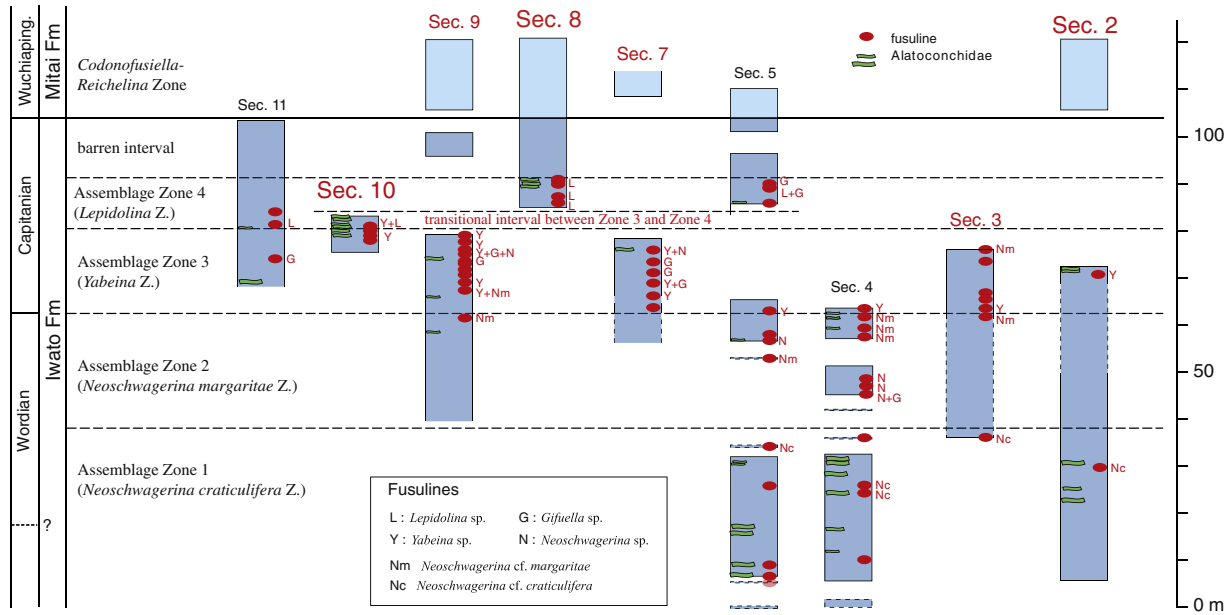 Wuchiaping.
Mitai Fm
Codonofusiella-
Reichelina Zone
Capitanian
Wordian
?
Iwato Fm
barren interval
Assemblage Zone 4
(Lepidolina Z.)
Assemblage Zone 3
(Yabeina Z.)
Assemblage Zone 2
(Neoschwagerina margaritae Z.)
Assemblage Zone 1
(Neoschwagerina craticulifera Z.)
Sec. 11
L
G
Sec. 10
Y+L
Y
Sec. 9
Y
Y
Y+G+N
G
Y
Y+Nm
Nm
Sec. 8
L
L
L
transitional interval between Zone 3 and Zone 4
Sec. 7
Y+N
G
G
Y+G
Y
Sec. 5
G
L+G
Y
N
Nm
Nc
Sec. 4
Y
Nm
Nm
Nm
N
N
N+G
Nc
Nc
Sec. 3
Nm
Y
Nm
Nc
Sec. 2
Y
Nc
fusuline
Alatoconchidae
100
50
0 m
Fusulines
L : Lepidolina sp.
G : Gifuella sp.
Y : Yabeina sp.
N : Neoschwagerina sp.
Nm Neoschwagerina cf. margaritae
Nc Neoschwagerina cf. craticulifera